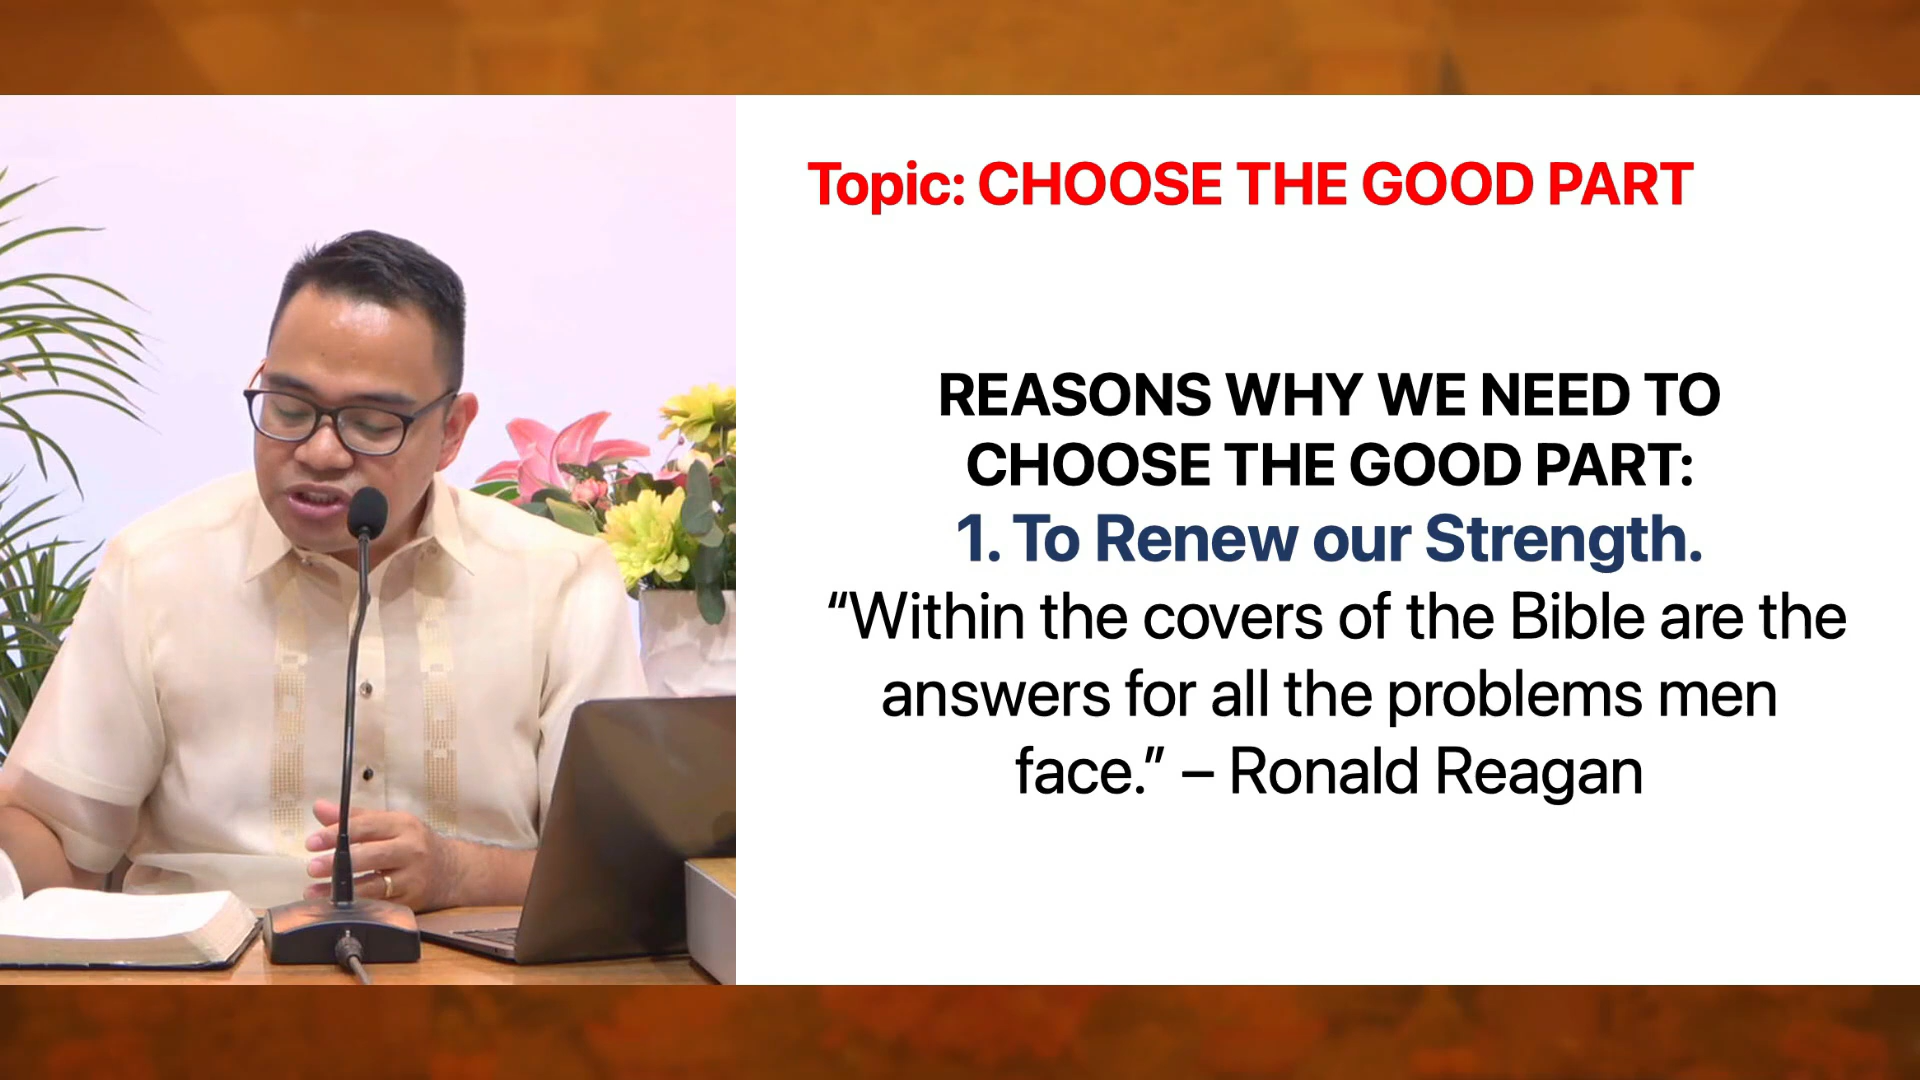 Topic: CHOOSE THE GOOD PART
REASONS WHY WE NEED TO
CHOOSE THE GOOD PART:
1. To Renew our Strength.
“Within the covers of the Bible are the
answers for all the problems men
face.” – Ronald Reagan